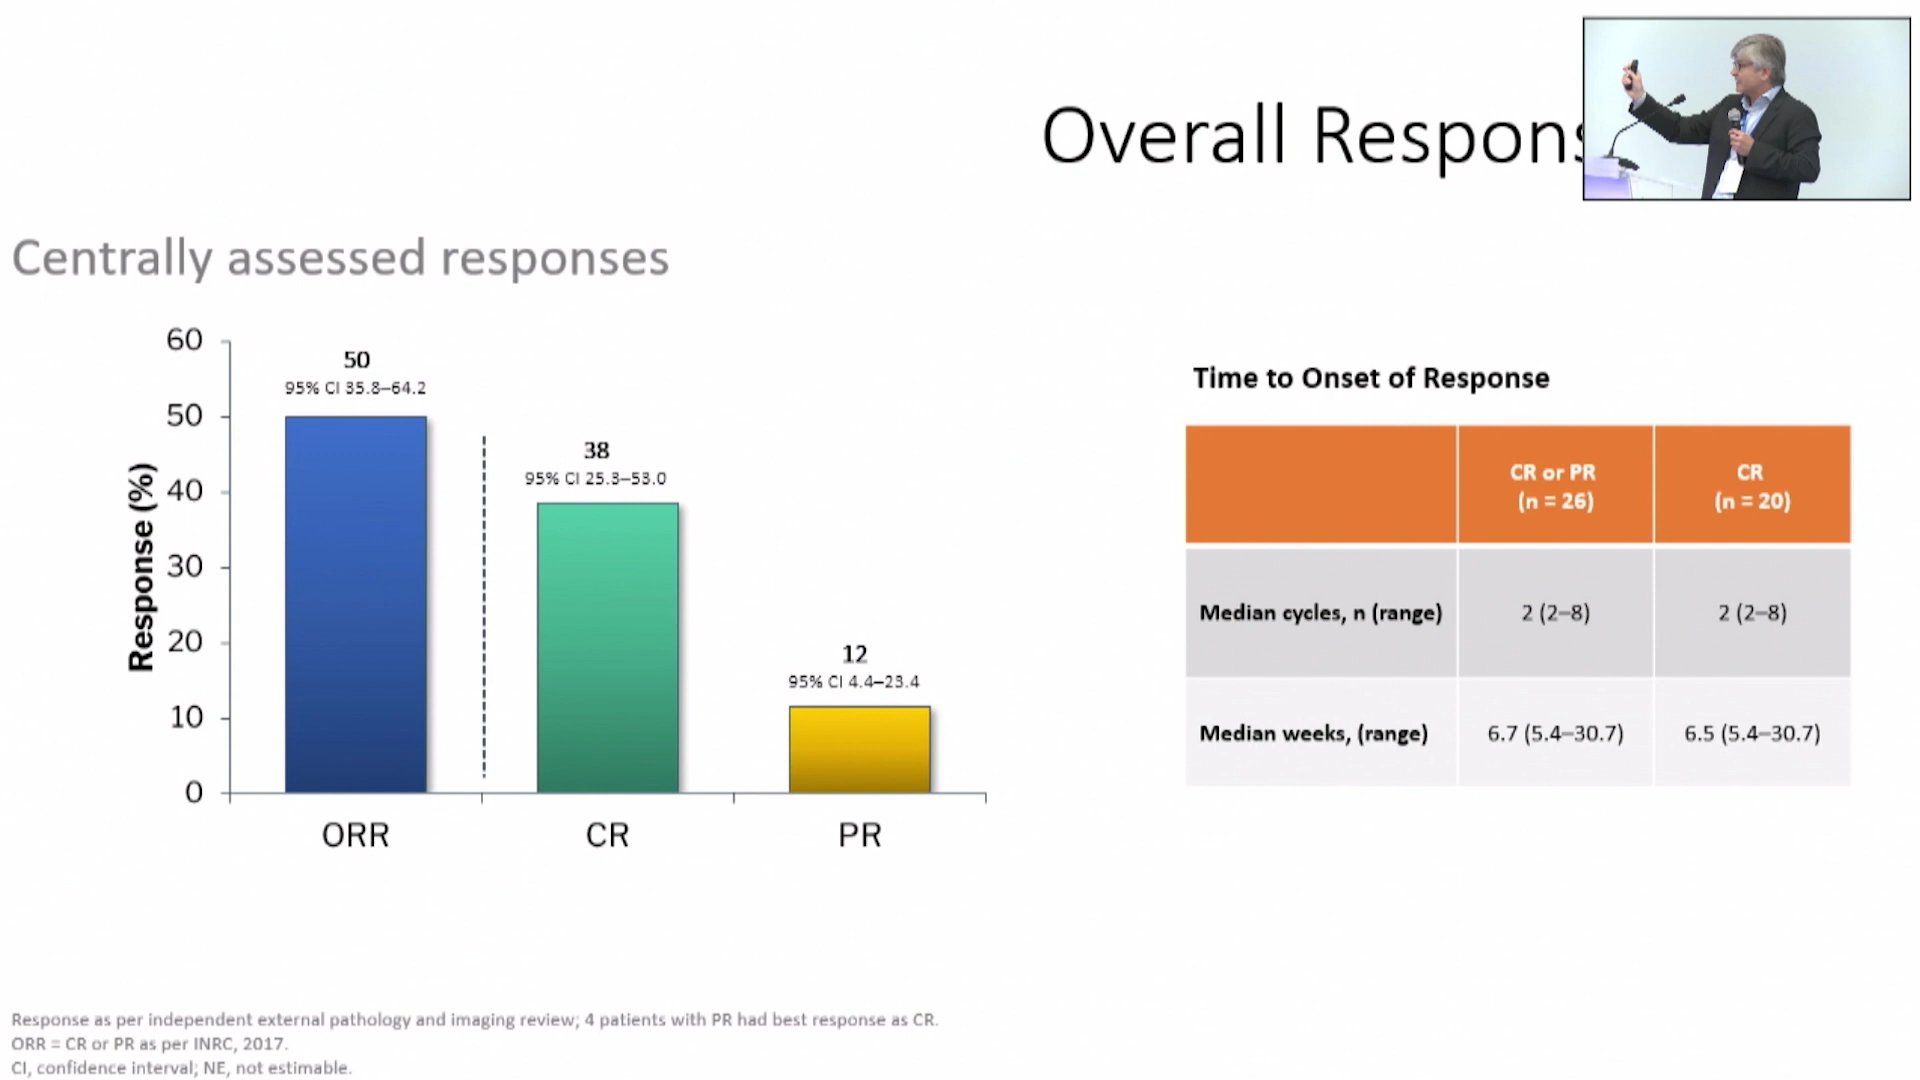 Overall Respons
Centrally assessed responses
60
50
40
30
20
10
0
Response (%)
50
95% CI 35.8–64.2
38
95% CI 25.3–53.0
12
95% CI 4.4–23.4
ORR
CR
PR
Time to Onset of Response
CR or PR
(n = 26)
CR
(n = 20)
Median cycles, n (range)
2 (2–8)
2 (2–8)
Median weeks, (range)
6.7 (5.4–30.7)
6.5 (5.4–30.7)
Response as per independent external pathology and imaging review; 4 patients with PR had best response as CR.
ORR = CR or PR as per INRC, 2017.
CI, confidence interval; NE, not estimable.